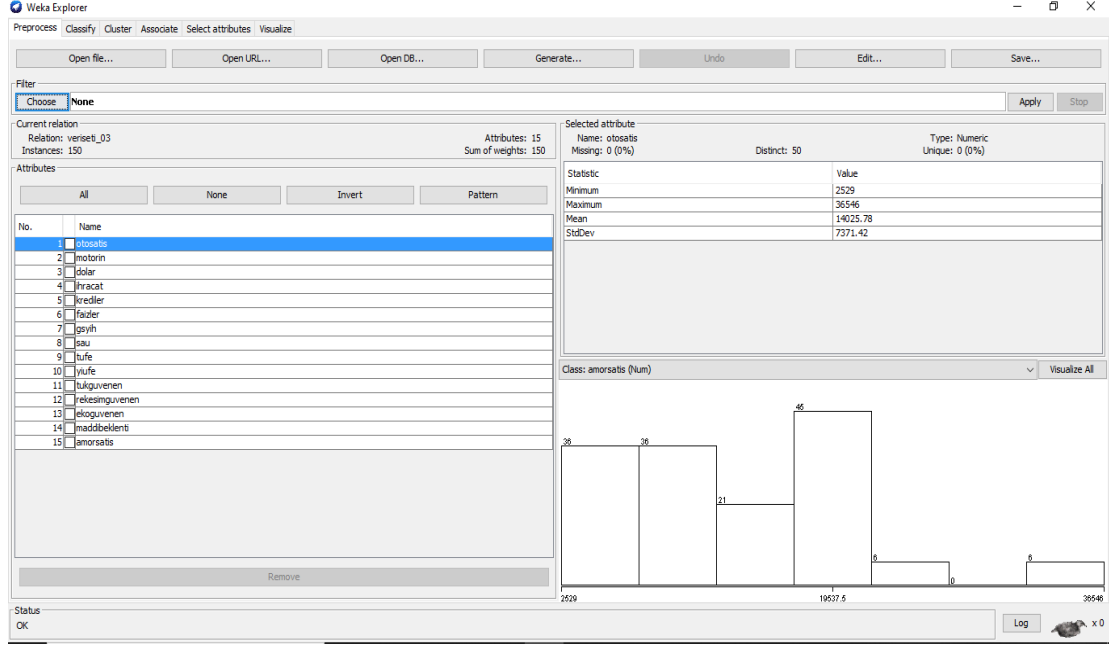 Weka Explorer
Preprocess Classify Cluster Associate Select attributes Visualize
Open file... Open URL... Open DB... Generate... Undo Edit... Save...
Filter
Choose None Apply Stop
Current relation
Relation: veriseti_03 Attributes: 15
Instances: 150 Sum of weights: 150
Selected attribute
Name: otosatis Type: Numeric
Missing: 0 (0%) Distinct: 50 Unique: 0 (0%)
Statistic Value
Minimum 2529
Maximum 36546
Mean 14025.78
StdDev 7371.42
Attributes
All None Invert Pattern
No. Name
1 otosatis
2 motorin
3 dolar
4 ihracat
5 krediler
6 faizler
7 gsyih
8 sau
9 tufe
10 yiufe
11 tukguvenen
12 rekesimguvenen
13 ekoguvenen
14 maddibeklenti
15 amorsatis
Remove
Class: amorsatis (Num) Visualize All
36 36 21 46 6 0 6
2529 19537.5 36546
Status
OK Log x 0